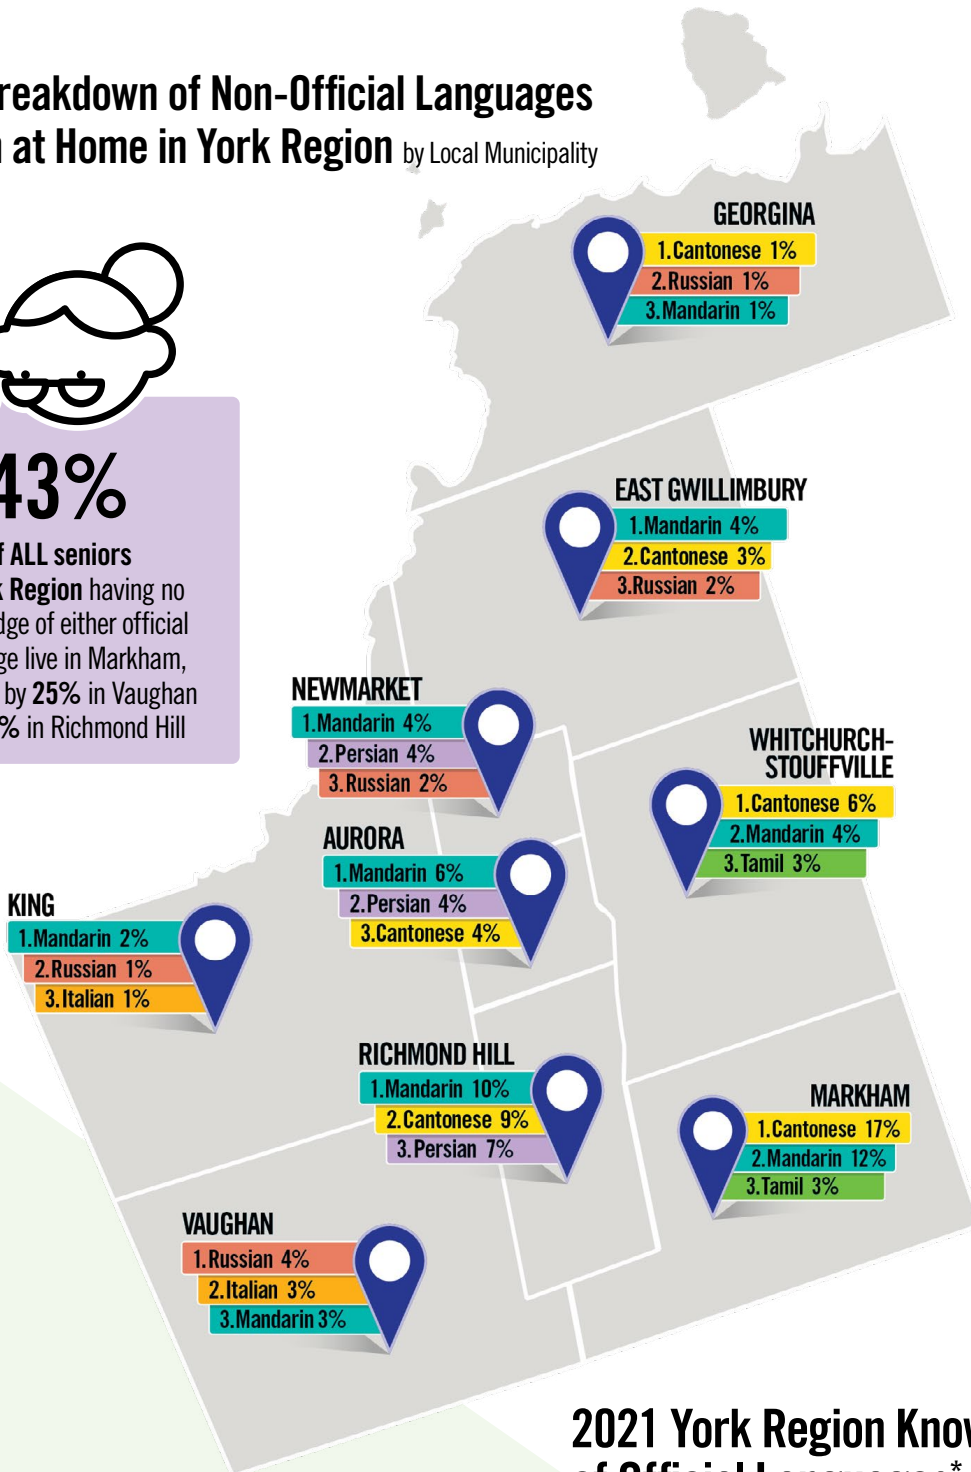 reakdown of Non-Official Languages
at Home in York Region by Local Municipality
GEORGINA
1.Cantonese 1%
2.Russian 1%
3.Mandarin 1%
43%
f ALL seniors
k Region having no
dge of either official
ge live in Markham,
by 25% in Vaughan
% in Richmond Hill
EAST GWILLIMBURY
1.Mandarin 4%
2.Cantonese 3%
3.Russian 2%
NEWMARKET
1.Mandarin 4%
2.Persian 4%
3.Russian 2%
WHITCHURCH-
STOUFFVILLE
1.Cantonese 6%
2.Mandarin 4%
3.Tamil 3%
AURORA
1.Mandarin 6%
2.Persian 4%
3.Cantonese 4%
KING
1.Mandarin 2%
2.Russian 1%
3.Italian 1%
RICHMOND HILL
1.Mandarin 10%
2.Cantonese 9%
3.Persian 7%
MARKHAM
1.Cantonese 17%
2.Mandarin 12%
3.Tamil 3%
VAUGHAN
1.Russian 4%
2.Italian 3%
3.Mandarin 3%
2021 York Region Know
of Official Languages*